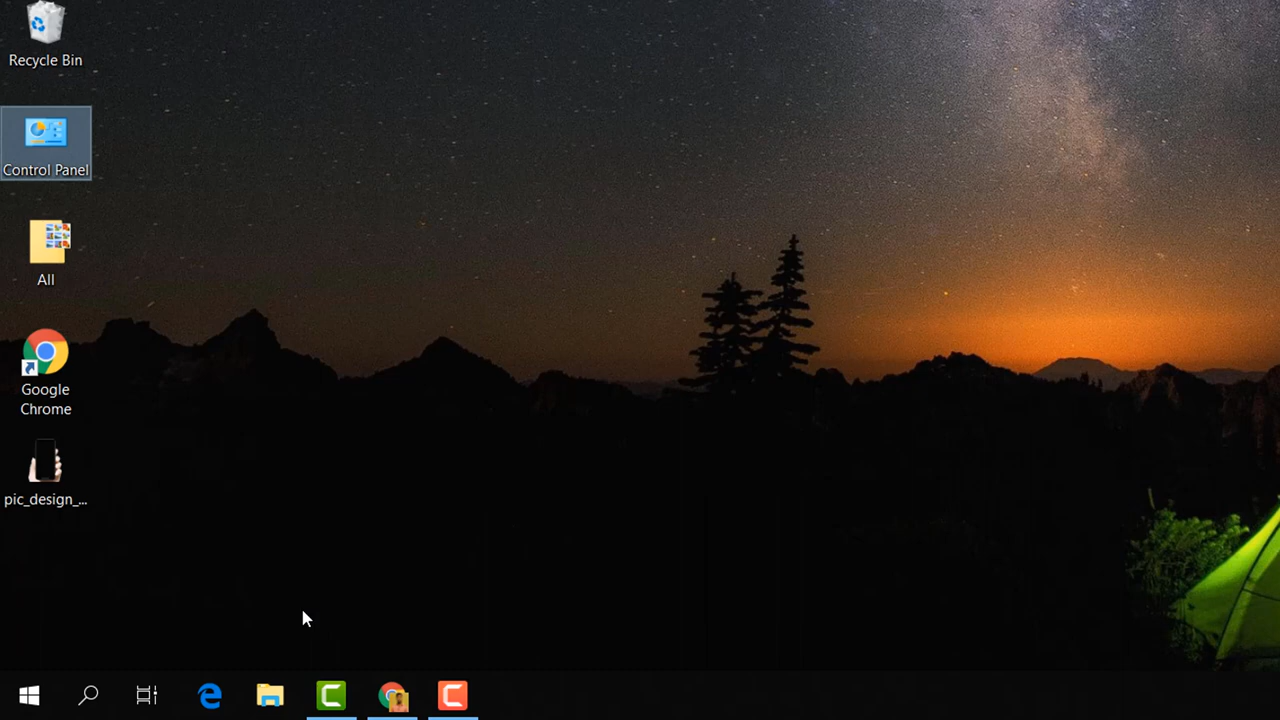 Recycle Bin
Control Panel
All
Google
Chrome
pic_design_...